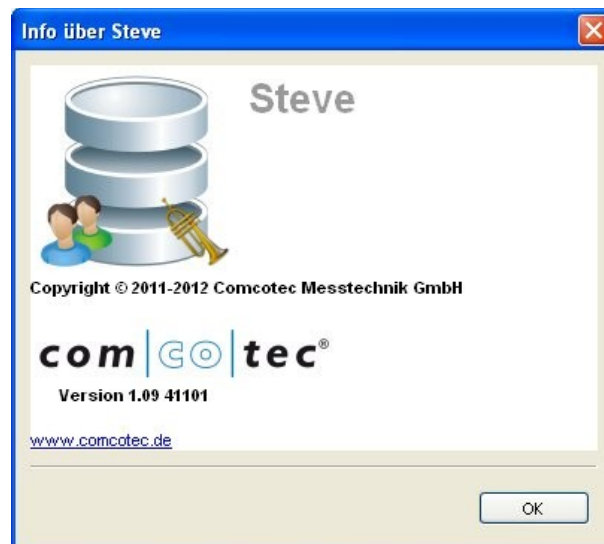 Info über Steve
Steve
Copyright © 2011-2012 Comcotec Messtechnik GmbH
com|co|tec®
Version 1.09 41101
www.comcotec.de
OK